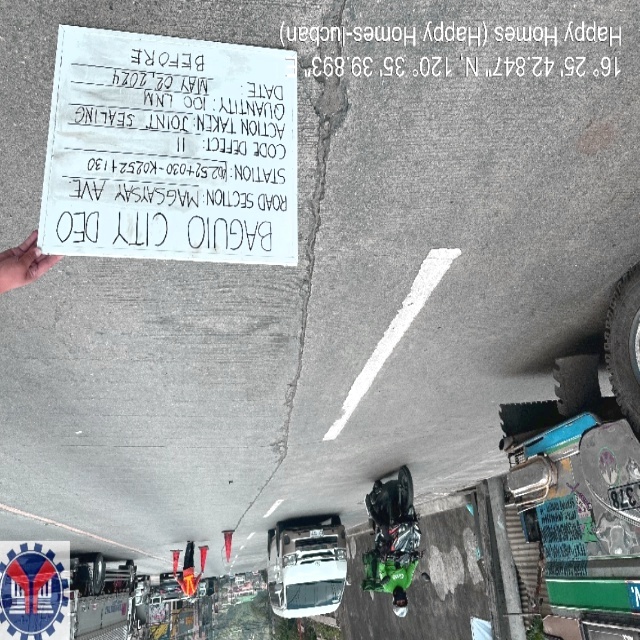 BAGUIO CITY DEO
ROAD SECTION: MAGSAYSAY AVE
STATION: K0252+030-K0252+130
CODE DEFECT: 11
ACTION TAKEN: JOINT SEALING
QUANTITY: 100 LNM
DATE: MAY 02, 2024
BEFORE
16° 25' 42.847" N, 120° 35' 39.893"
Happy Homes (Happy Homes-lucban)